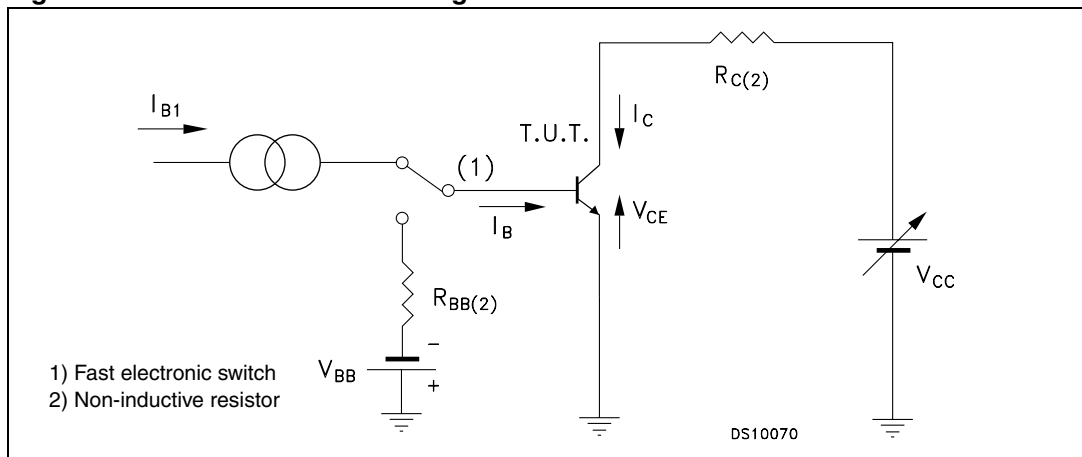 I_B1
T.U.T.
I_C
R_C(2)
(1)
I_B
V_CE
V_CC
R_BB(2)
V_BB
−
+
1) Fast electronic switch
2) Non-inductive resistor
DS10070